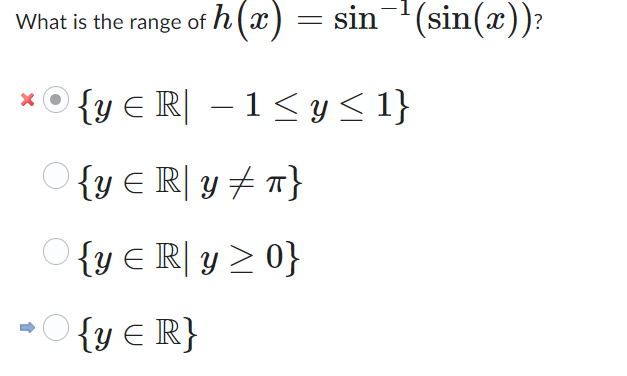 What is the range of h(x) = sin⁻¹(sin(x))?
{y ∈ ℝ| − 1 ≤ y ≤ 1}
{y ∈ ℝ| y ≠ π}
{y ∈ ℝ| y ≥ 0}
{y ∈ ℝ}